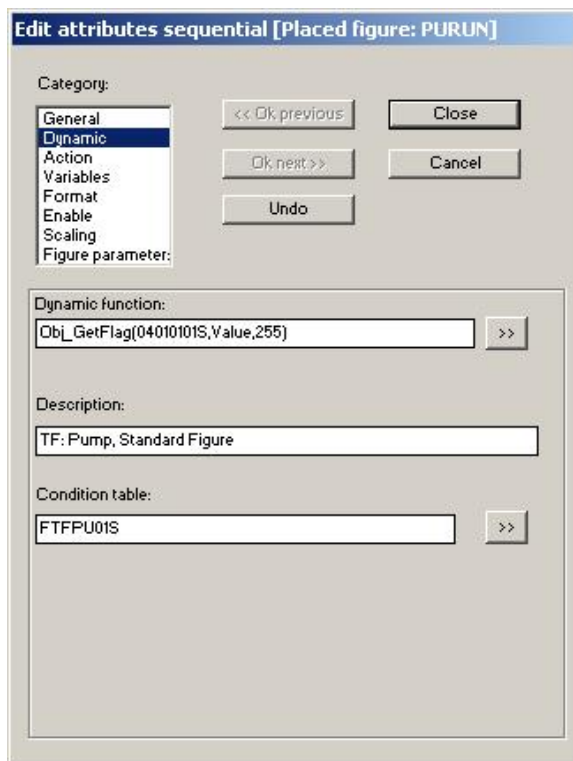 Edit attributes sequential [Placed figure: PURUN]
Category:
General
Dynamic
Action
Variables
Format
Enable
Scaling
Figure parameter:
<< Ok previous
Close
Ok next >>
Cancel
Undo
Dynamic function:
Obj_GetFlag(04010101S,Value,255)
>>
Description:
TF: Pump, Standard Figure
Condition table:
FTFPU01S
>>